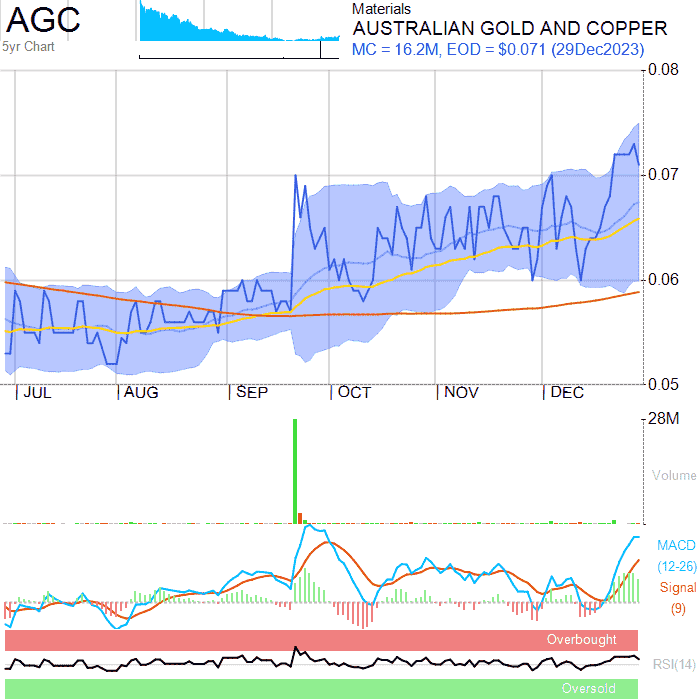 AGC
5yr Chart
Materials
AUSTRALIAN GOLD AND COPPER
MC = 16.2M, EOD = $0.071 (29Dec2023)
0.08
0.07
0.06
0.05
JUL AUG SEP OCT NOV DEC
28M
Volume
MACD
(12-26)
Signal
(9)
Overbought
RSI(14)
Oversold